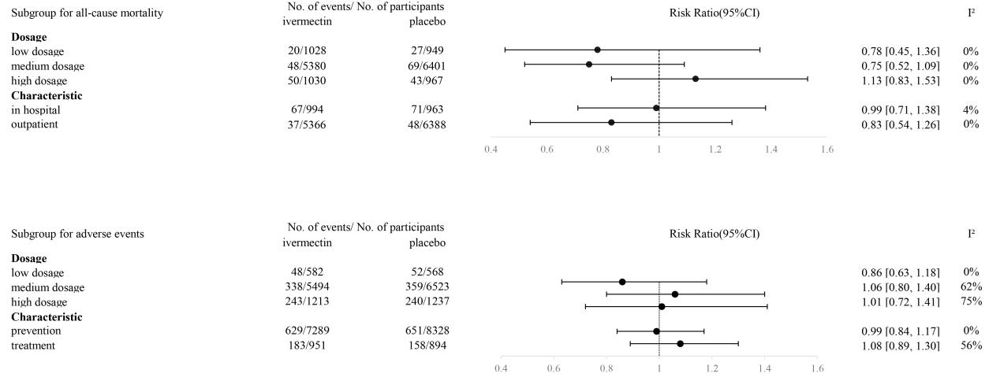 Subgroup for all-cause mortality No. of events/ No. of participants Risk Ratio(95%CI) I²
ivermectin placebo
Dosage
low dosage 20/1028 27/949 0.78 [0.45, 1.36] 0%
medium dosage 48/5380 69/6401 0.75 [0.52, 1.09] 0%
high dosage 50/1030 43/967 1.13 [0.83, 1.53] 0%
Characteristic
in hospital 67/994 71/963 0.99 [0.71, 1.38] 4%
outpatient 37/5366 48/6388 0.83 [0.54, 1.26] 0%
0.4 0.6 0.8 1 1.2 1.4 1.6
Subgroup for adverse events No. of events/ No. of participants Risk Ratio(95%CI) I²
ivermectin placebo
Dosage
low dosage 48/582 52/568 0.86 [0.63, 1.18] 0%
medium dosage 338/5494 359/6523 1.06 [0.80, 1.40] 62%
high dosage 243/1213 240/1237 1.01 [0.72, 1.41] 75%
Characteristic
prevention 629/7289 651/8328 0.99 [0.84, 1.17] 0%
treatment 183/951 158/894 1.08 [0.89, 1.30] 56%
0.4 0.6 0.8 1 1.2 1.4 1.6